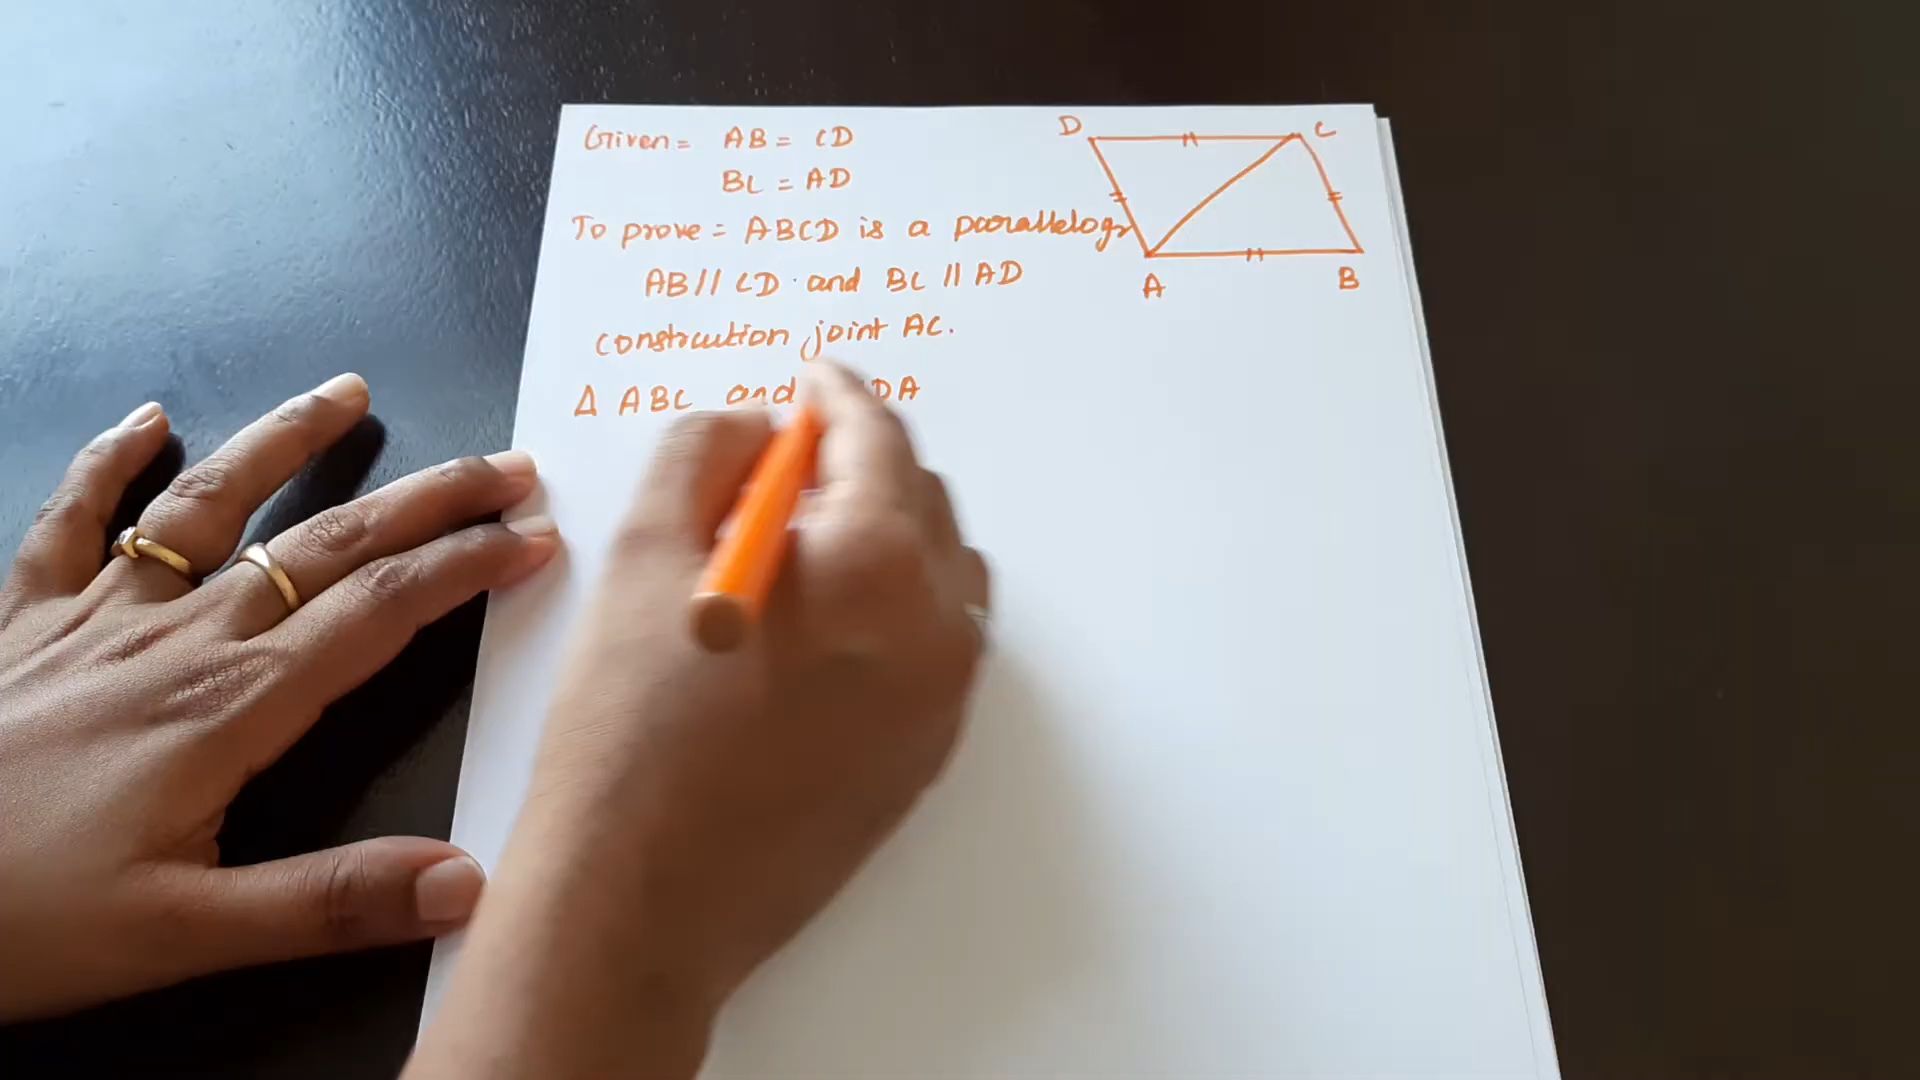 Given = AB = CD
BC = AD
To prove = ABCD is a parallelogr
AB // CD and BC // AD
construction joint AC.
Δ ABC and DA
D
C
A
B